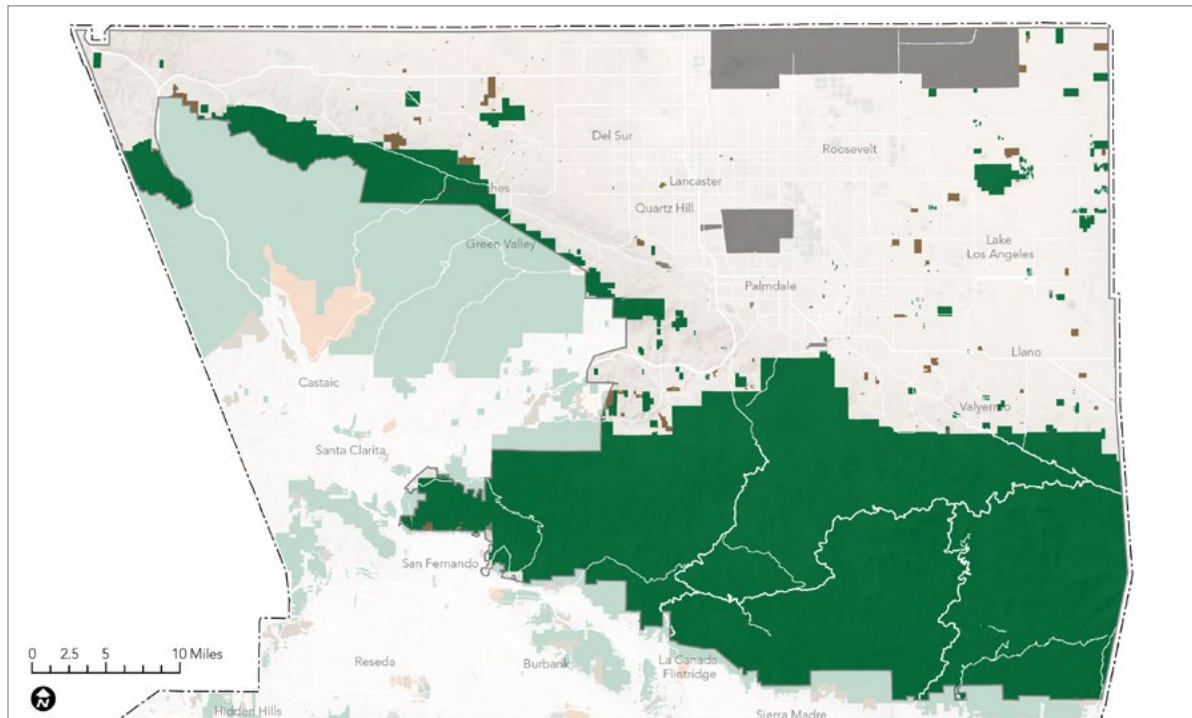 Del Sur
Roosevelt
Lancaster
Quartz Hill
Green Valley
Lake
Los Angeles
Palmdale
Llano
Castaic
Valyermo
Santa Clarita
San Fernando
0 2.5 5 10 Miles
Reseda
Burbank
La Canada
Flintridge
N
Hidden Hills
Sierra Madre